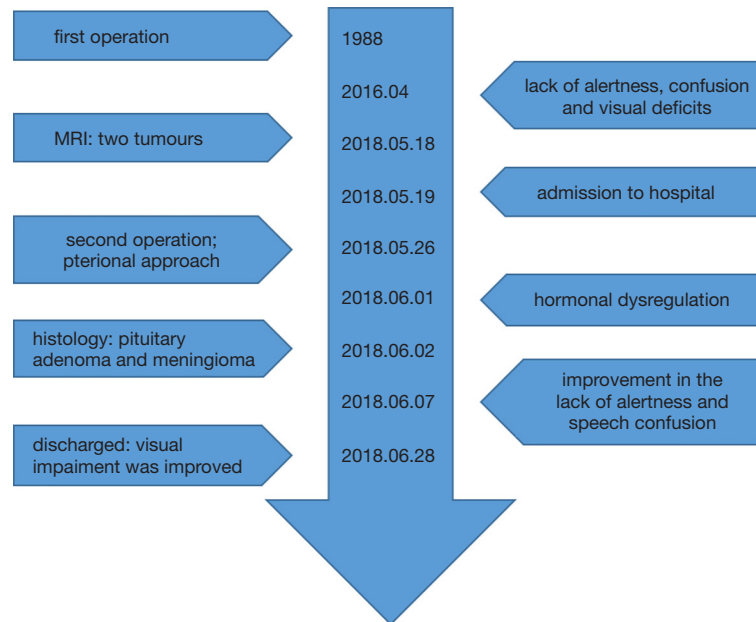 first operation
1988
2016.04
lack of alertness, confusion
and visual deficits
MRI: two tumours
2018.05.18
2018.05.19
admission to hospital
second operation;
pterional approach
2018.05.26
2018.06.01
hormonal dysregulation
histology: pituitary
adenoma and meningioma
2018.06.02
2018.06.07
improvement in the
lack of alertness and
speech confusion
discharged: visual
impaiment was improved
2018.06.28